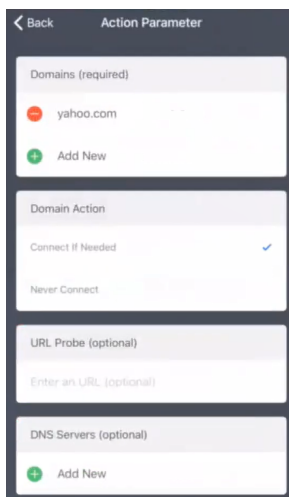 Back
Action Parameter
Domains (required)
yahoo.com
Add New
Domain Action
Connect If Needed
Never Connect
URL Probe (optional)
Enter an URL (optional)
DNS Servers (optional)
Add New